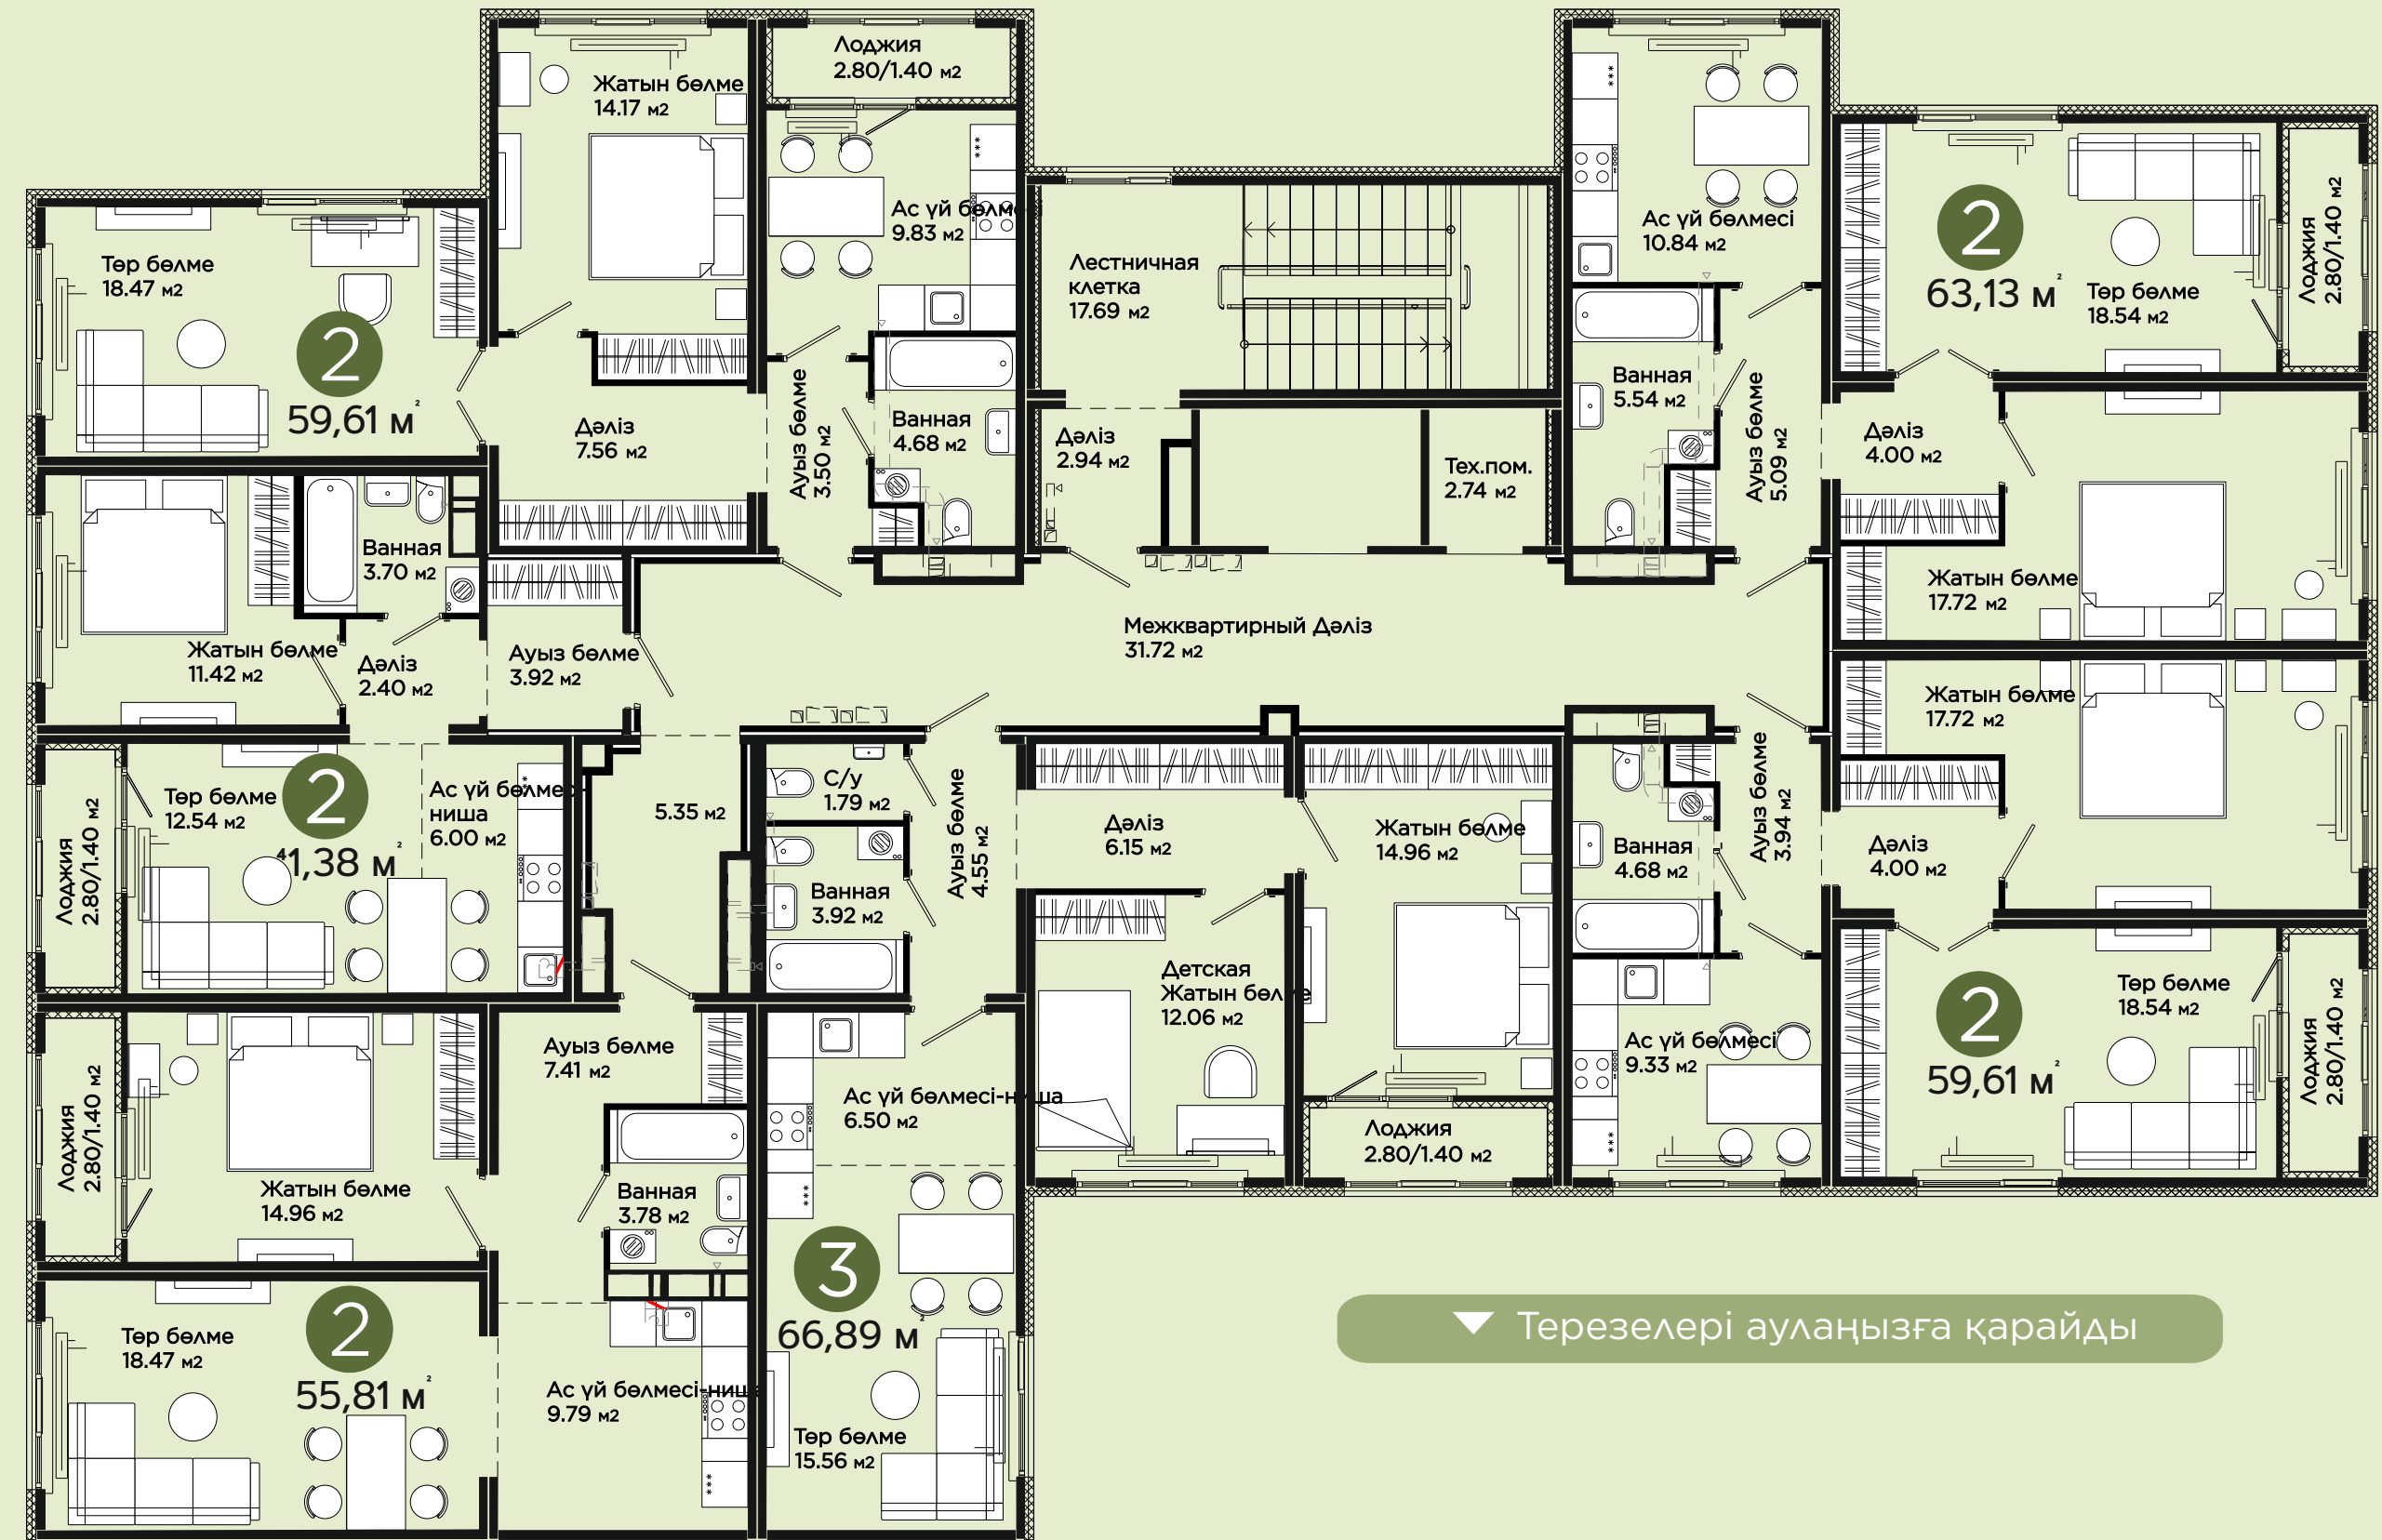 Жатын бөлме
14.17 м2
Лоджия
2.80/1.40 м2
Ас үй бөлмесі
9.83 м2
Төр бөлме
18.47 м2
2
59,61 м²
Дәліз
7.56 м2
Ауыз бөлме
3.50 м2
Ванная
4.68 м2
Лестничная
клетка
17.69 м2
Дәліз
2.94 м2
Тех.пом.
2.74 м2
Ас үй бөлмесі
10.84 м2
Ванная
5.54 м2
Ауыз бөлме
5.09 м2
2
63,13 м²
Төр бөлме
18.54 м2
Лоджия
2.80/1.40 м2
Дәліз
4.00 м2
Жатын бөлме
17.72 м2
Ванная
3.70 м2
Жатын бөлме
11.42 м2
Дәліз
2.40 м2
Ауыз бөлме
3.92 м2
Межквартирный Дәліз
31.72 м2
Жатын бөлме
17.72 м2
Лоджия
2.80/1.40 м2
Төр бөлме
12.54 м2
2
41,38 м²
Ас үй бөлмесі-
ниша
6.00 м2
5.35 м2
С/у
1.79 м2
Ванная
3.92 м2
Ауыз бөлме
4.55 м2
Дәліз
6.15 м2
Жатын бөлме
14.96 м2
Ванная
4.68 м2
Ауыз бөлме
3.94 м2
Дәліз
4.00 м2
Детская
Жатын бөлме
12.06 м2
Лоджия
2.80/1.40 м2
Ас үй бөлмесі
9.33 м2
2
59,61 м²
Төр бөлме
18.54 м2
Лоджия
2.80/1.40 м2
Лоджия
2.80/1.40 м2
Жатын бөлме
14.96 м2
Ауыз бөлме
7.41 м2
Ванная
3.78 м2
Ас үй бөлмесі-ниша
6.50 м2
3
66,89 м²
Төр бөлме
15.56 м2
Төр бөлме
18.47 м2
2
55,81 м²
Ас үй бөлмесі-ниша
9.79 м2
Терезелері аулаңызға қарайды